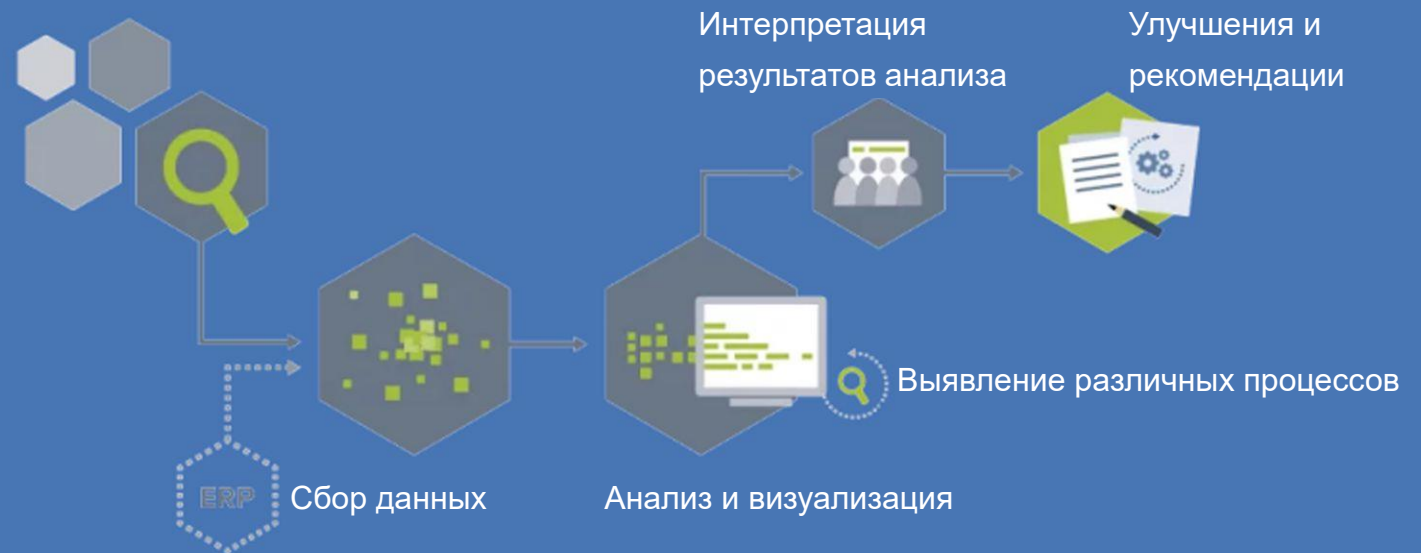 Интерпретация
результатов анализа
Улучшения и
рекомендации
Выявление различных процессов
ERP
Сбор данных
Анализ и визуализация